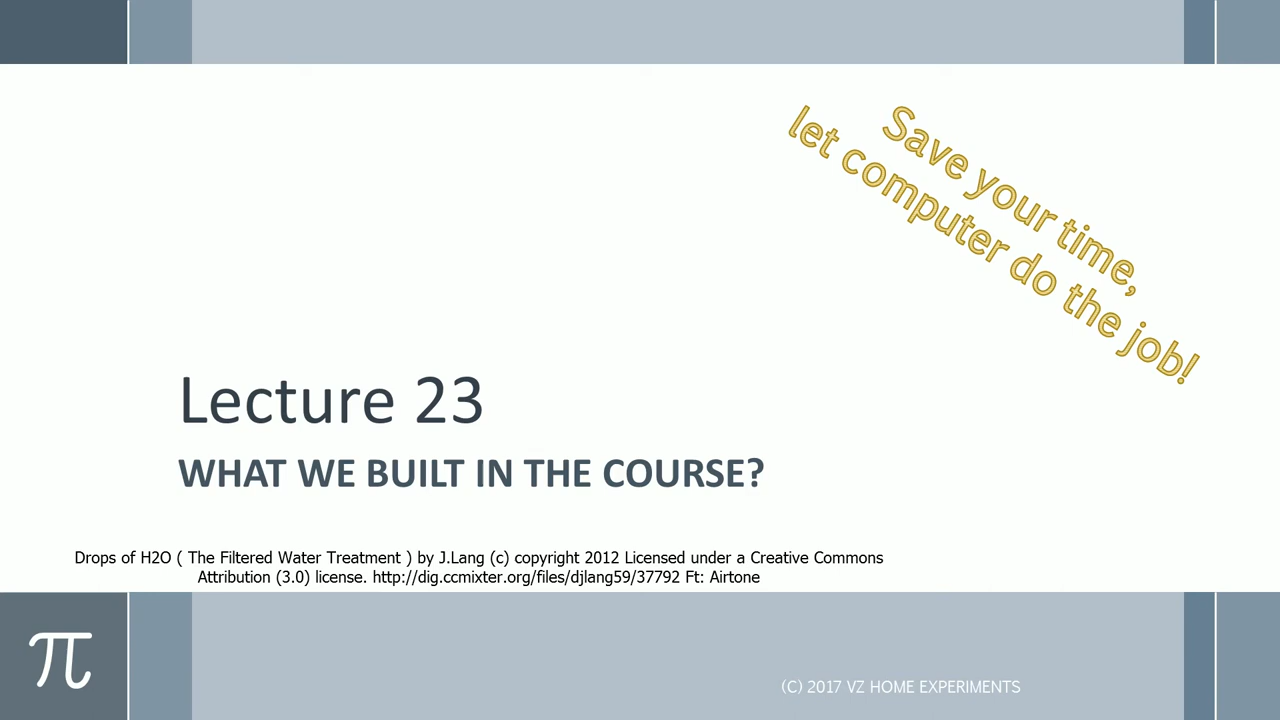 Save your time,
let computer do the job!
Lecture 23
WHAT WE BUILT IN THE COURSE?
Drops of H2O ( The Filtered Water Treatment ) by J.Lang (c) copyright 2012 Licensed under a Creative Commons
Attribution (3.0) license. http://dig.ccmixter.org/files/djlang59/37792 Ft: Airtone
π
(C) 2017 VZ HOME EXPERIMENTS